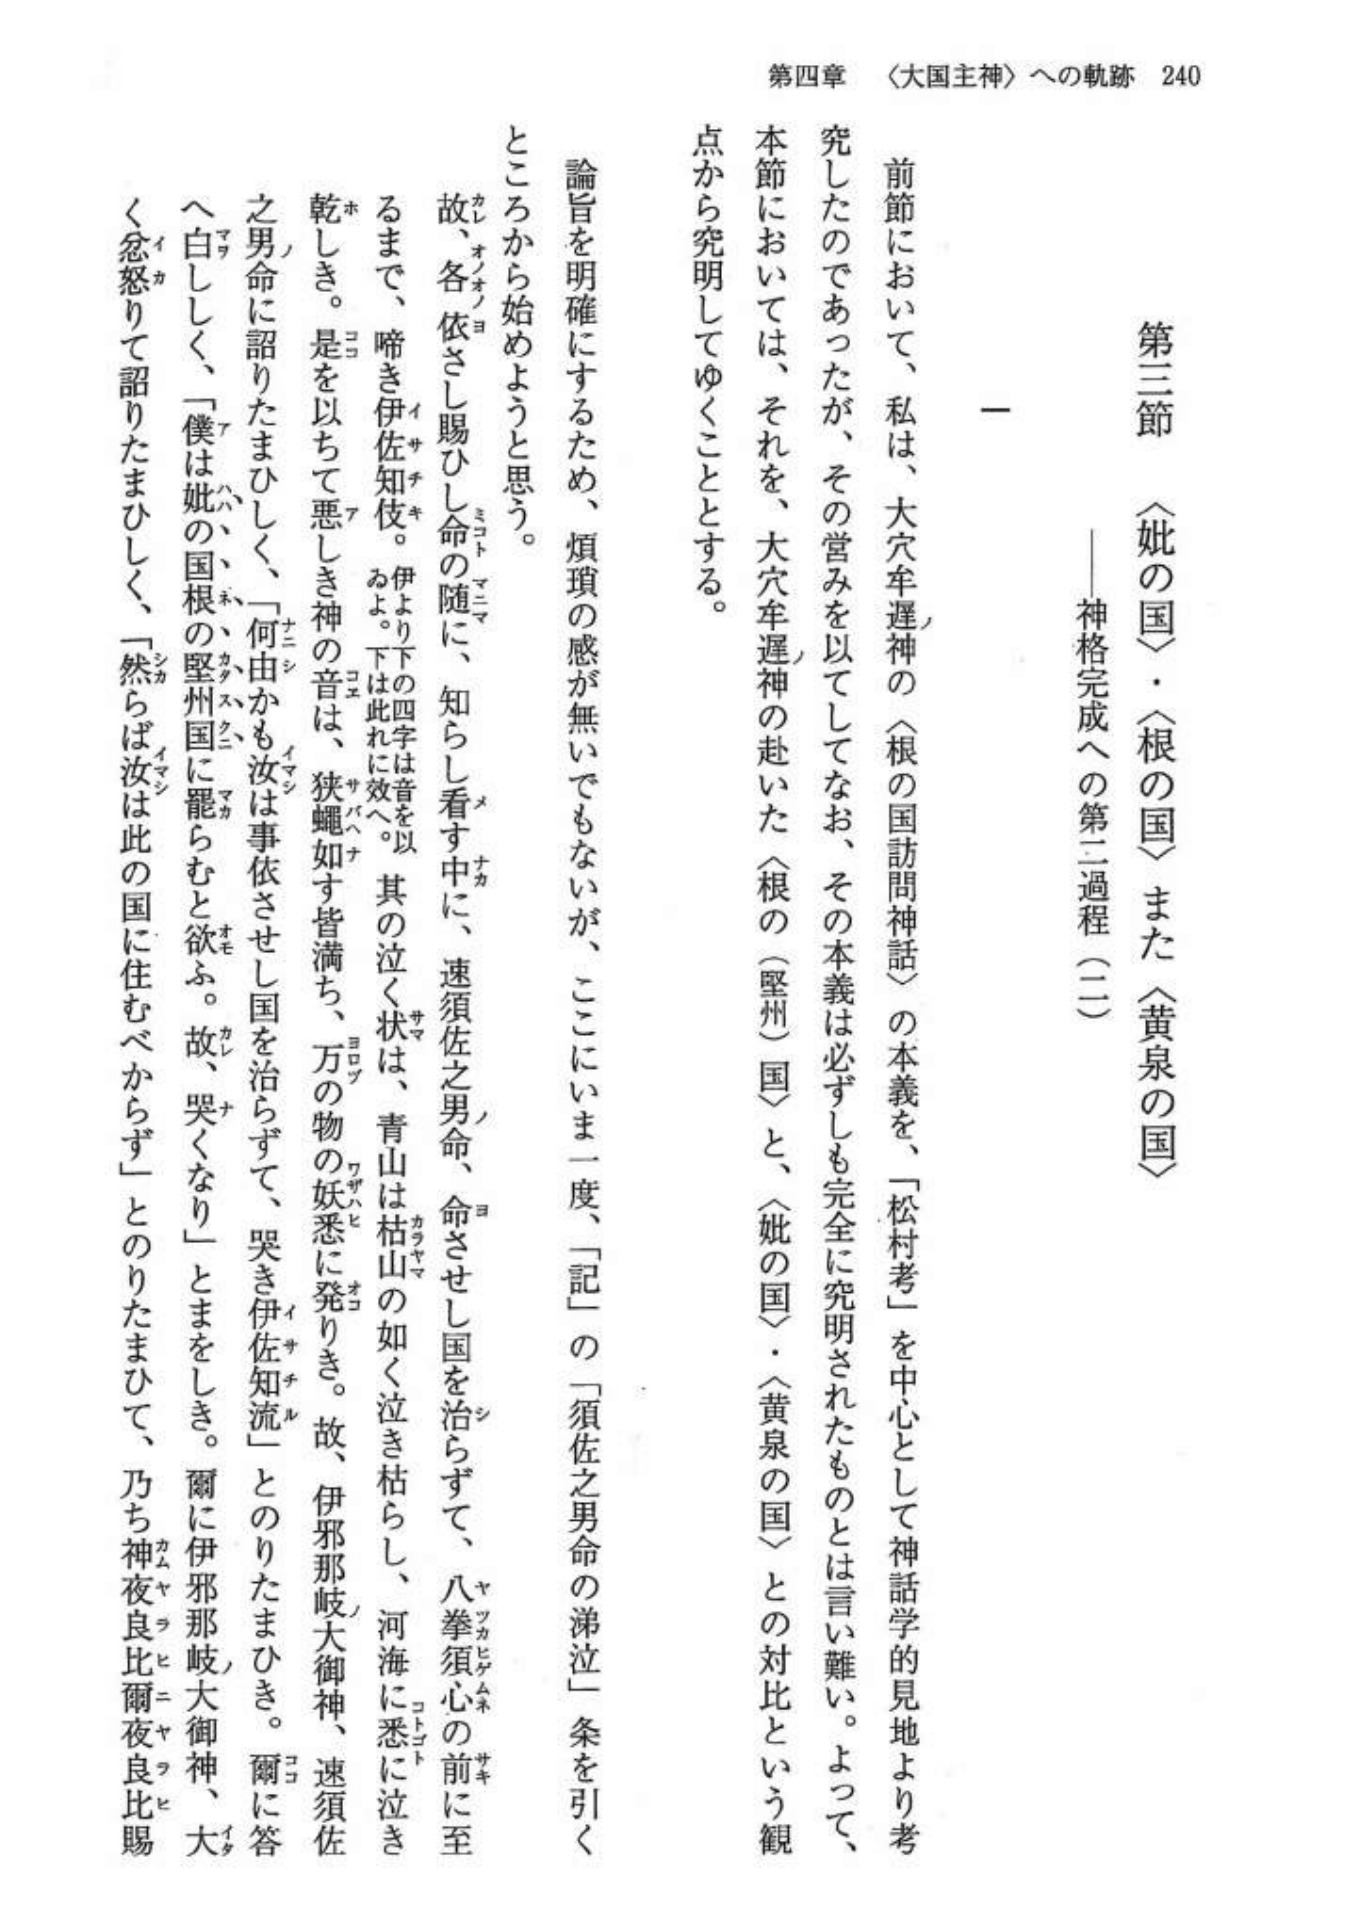 第四章　〈大国主神〉への軌跡　240
第三節　〈妣の国〉・〈根の国〉また〈黄泉の国〉
――神格完成への第二過程（二）
一
前節において、私は、大穴牟遅ノ神の〈根の国訪問神話〉の本義を、「松村考」を中心として神話学的見地より考
究したのであったが、その営みを以てしてなお、その本義は必ずしも完全に究明されたものとは言い難い。よって、
本節においては、それを、大穴牟遅ノ神の赴いた〈根の（堅州）国〉と、〈妣の国〉・〈黄泉の国〉との対比という観
点から究明してゆくこととする。
論旨を明確にするため、煩瑣の感が無いでもないが、ここにいま一度、「記」の「須佐之男命の涕泣」条を引く
ところから始めようと思う。
故、各依さし賜ひし命の随に、知らし看す中に、速須佐之男ノ命、命させし国を治らずて、八拳須心の前に至
るまで、啼き伊佐知伎。伊より下の四字は音を以ゐよ。下は此れに效へ。其の泣く状は、青山は枯山の如く泣き枯らし、河海に悉に泣き
乾しき。是を以ちて悪しき神の音は、狭蠅如す皆満ち、万の物の妖悉に発りき。故、伊邪那岐ノ大御神、速須佐
之男ノ命に詔りたまひしく、「何由かも汝は事依させし国を治らずて、哭き伊佐知流」とのりたまひき。爾に答
へ白ししく、「僕は妣の国根の堅州国に罷らむと欲ふ。故、哭くなり」とまをしき。爾に伊邪那岐ノ大御神、大
く忿怒りて詔りたまひしく、「然らば汝は此の国に住むべからず」とのりたまひて、乃ち神夜良比爾夜良比賜